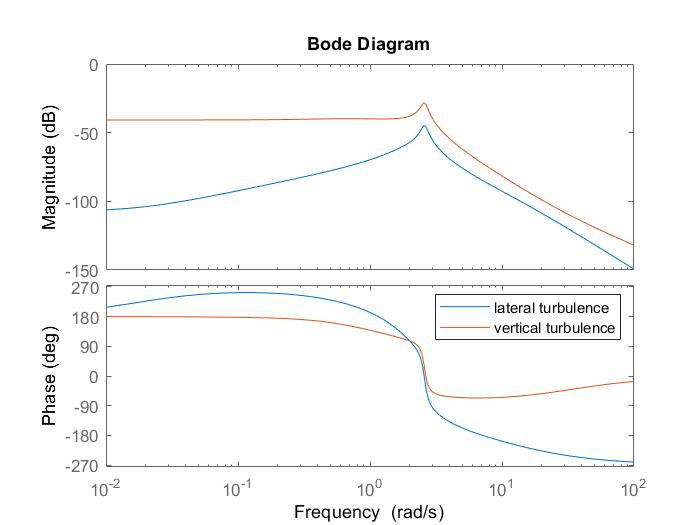 Bode Diagram
Magnitude (dB)
0
-50
-100
-150
Phase (deg)
270
180
90
0
-90
-180
-270
lateral turbulence
vertical turbulence
10^-2
10^-1
10^0
10^1
10^2
Frequency (rad/s)